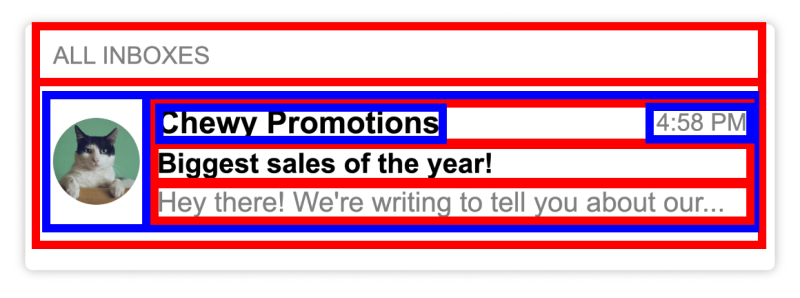 ALL INBOXES
Chewy Promotions 4:58 PM
Biggest sales of the year!
Hey there! We're writing to tell you about our...